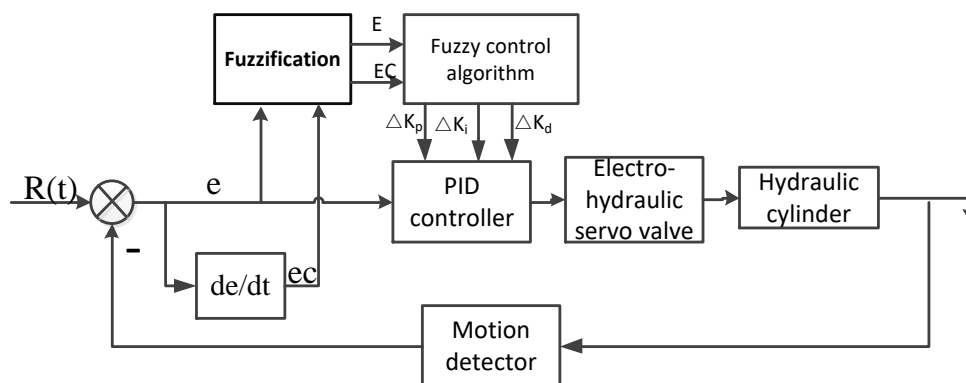 E
Fuzzification
EC
Fuzzy control
algorithm
△Kp
△Ki
△Kd
R(t)
e
PID
controller
Electro-
hydraulic
servo valve
Hydraulic
cylinder
-
de/dt
ec
Motion
detector